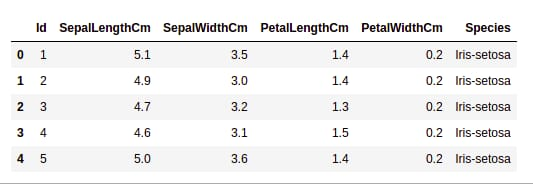 Id SepalLengthCm SepalWidthCm PetalLengthCm PetalWidthCm Species
0 1 5.1 3.5 1.4 0.2 Iris-setosa
1 2 4.9 3.0 1.4 0.2 Iris-setosa
2 3 4.7 3.2 1.3 0.2 Iris-setosa
3 4 4.6 3.1 1.5 0.2 Iris-setosa
4 5 5.0 3.6 1.4 0.2 Iris-setosa